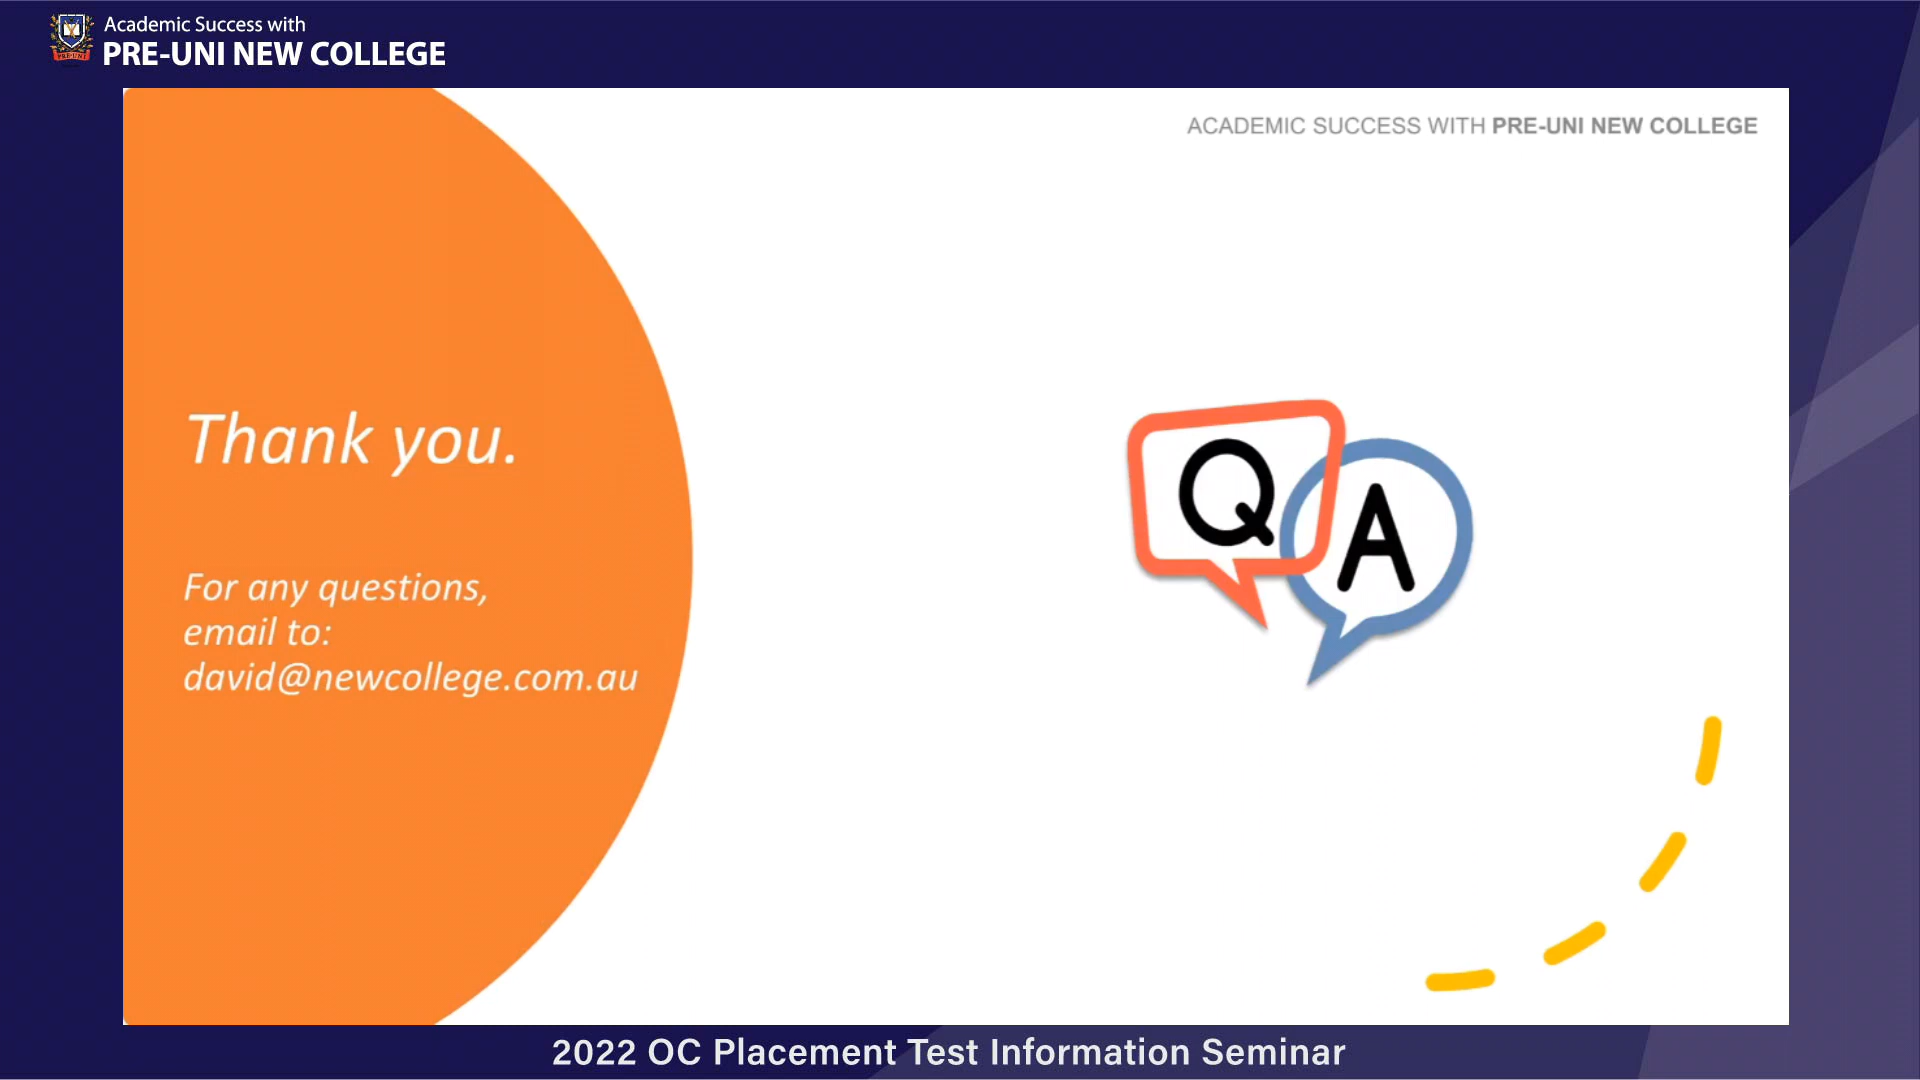 Academic Success with
PRE-UNI NEW COLLEGE
ACADEMIC SUCCESS WITH PRE-UNI NEW COLLEGE
Thank you.
For any questions,
email to:
david@newcollege.com.au
Q
A
2022 OC Placement Test Information Seminar